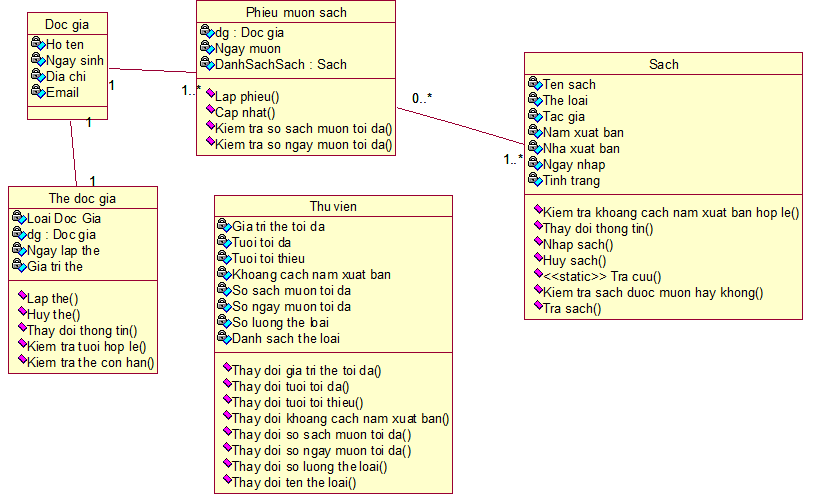 Doc gia
Ho ten
Ngay sinh
Dia chi
Email
1
1
1
1..*
Phieu muon sach
dg : Doc gia
Ngay muon
DanhSachSach : Sach
Lap phieu()
Cap nhat()
Kiem tra so sach muon toi da()
Kiem tra so ngay muon toi da()
0..*
1..*
Sach
Ten sach
The loai
Tac gia
Nam xuat ban
Nha xuat ban
Ngay nhap
Tinh trang
Kiem tra khoang cach nam xuat ban hop le()
Thay doi thong tin()
Nhap sach()
Huy sach()
<<static>> Tra cuu()
Kiem tra sach duoc muon hay khong()
Tra sach()
The doc gia
Loai Doc Gia
dg : Doc gia
Ngay lap the
Gia tri the
Lap the()
Huy the()
Thay doi thong tin()
Kiem tra tuoi hop le()
Kiem tra the con han()
Thu vien
Gia tri the toi da
Tuoi toi da
Tuoi toi thieu
Khoang cach nam xuat ban
So sach muon toi da
So ngay muon toi da
So luong the loai
Danh sach the loai
Thay doi gia tri the toi da()
Thay doi tuoi toi da()
Thay doi tuoi toi thieu()
Thay doi khoang cach nam xuat ban()
Thay doi so sach muon toi da()
Thay doi so ngay muon toi da()
Thay doi so luong the loai()
Thay doi ten the loai()